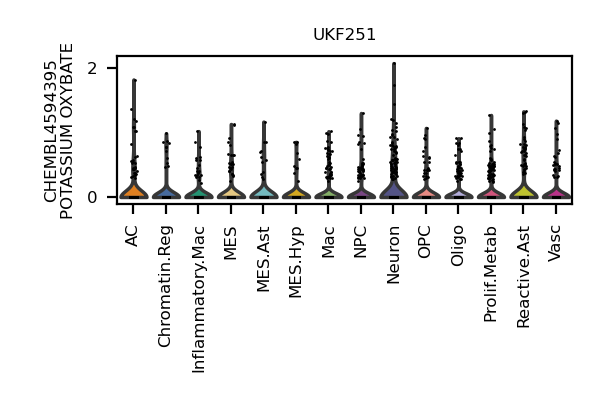 UKF251
CHEMBL4594395
POTASSIUM OXYBATE
2
0
AC
Chromatin.Reg
Inflammatory.Mac
MES
MES.Ast
MES.Hyp
Mac
NPC
Neuron
OPC
Oligo
Prolif.Metab
Reactive.Ast
Vasc